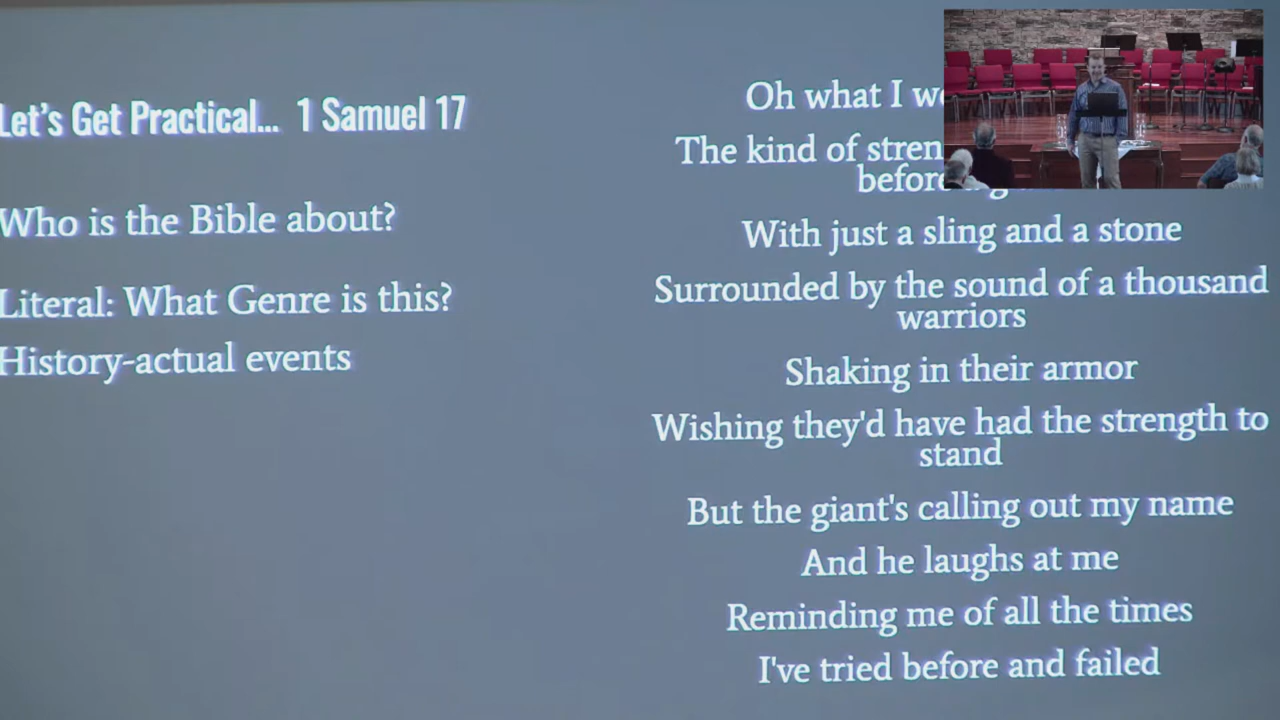 Let's Get Practical... 1 Samuel 17
Who is the Bible about?
Literal: What Genre is this?
History-actual events
Oh what I
The kind of
before
With just a sling and a stone
Surrounded by the sound of a thousand
warriors
Shaking in their armor
Wishing they'd have had the strength to
stand
But the giant's calling out my name
And he laughs at me
Reminding me of all the times
I've tried before and failed